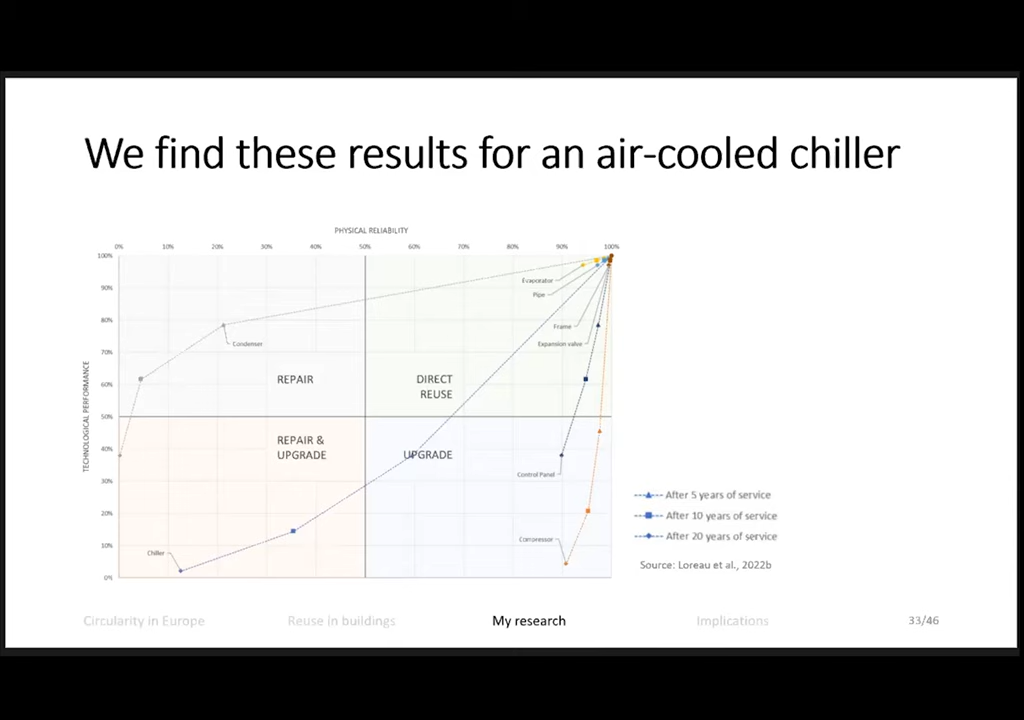 We find these results for an air-cooled chiller
PHYSICAL RELIABILITY
0% 10% 20% 30% 40% 50% 60% 70% 80% 90% 100%
TECHNOLOGICAL PERFORMANCE
100%
90%
80%
70%
60%
50%
40%
30%
20%
10%
0%
Evaporator
Pipe
Frame
Expansion valve
Condenser
REPAIR
DIRECT
REUSE
REPAIR &
UPGRADE
UPGRADE
Control Panel
Compressor
Chiller
After 5 years of service
After 10 years of service
After 20 years of service
Source: Loreau et al., 2022b
Circularity in Europe
Reuse in buildings
My research
Implications
33/46